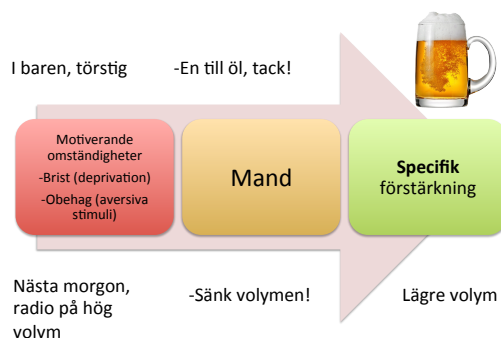 I baren, törstig
-En till öl, tack!
Motiverande
omständigheter
-Brist (deprivation)
-Obehag (aversiva
stimuli)
Mand
Specifik
förstärkning
Nästa morgon,
radio på hög
volym
-Sänk volymen!
Lägre volym